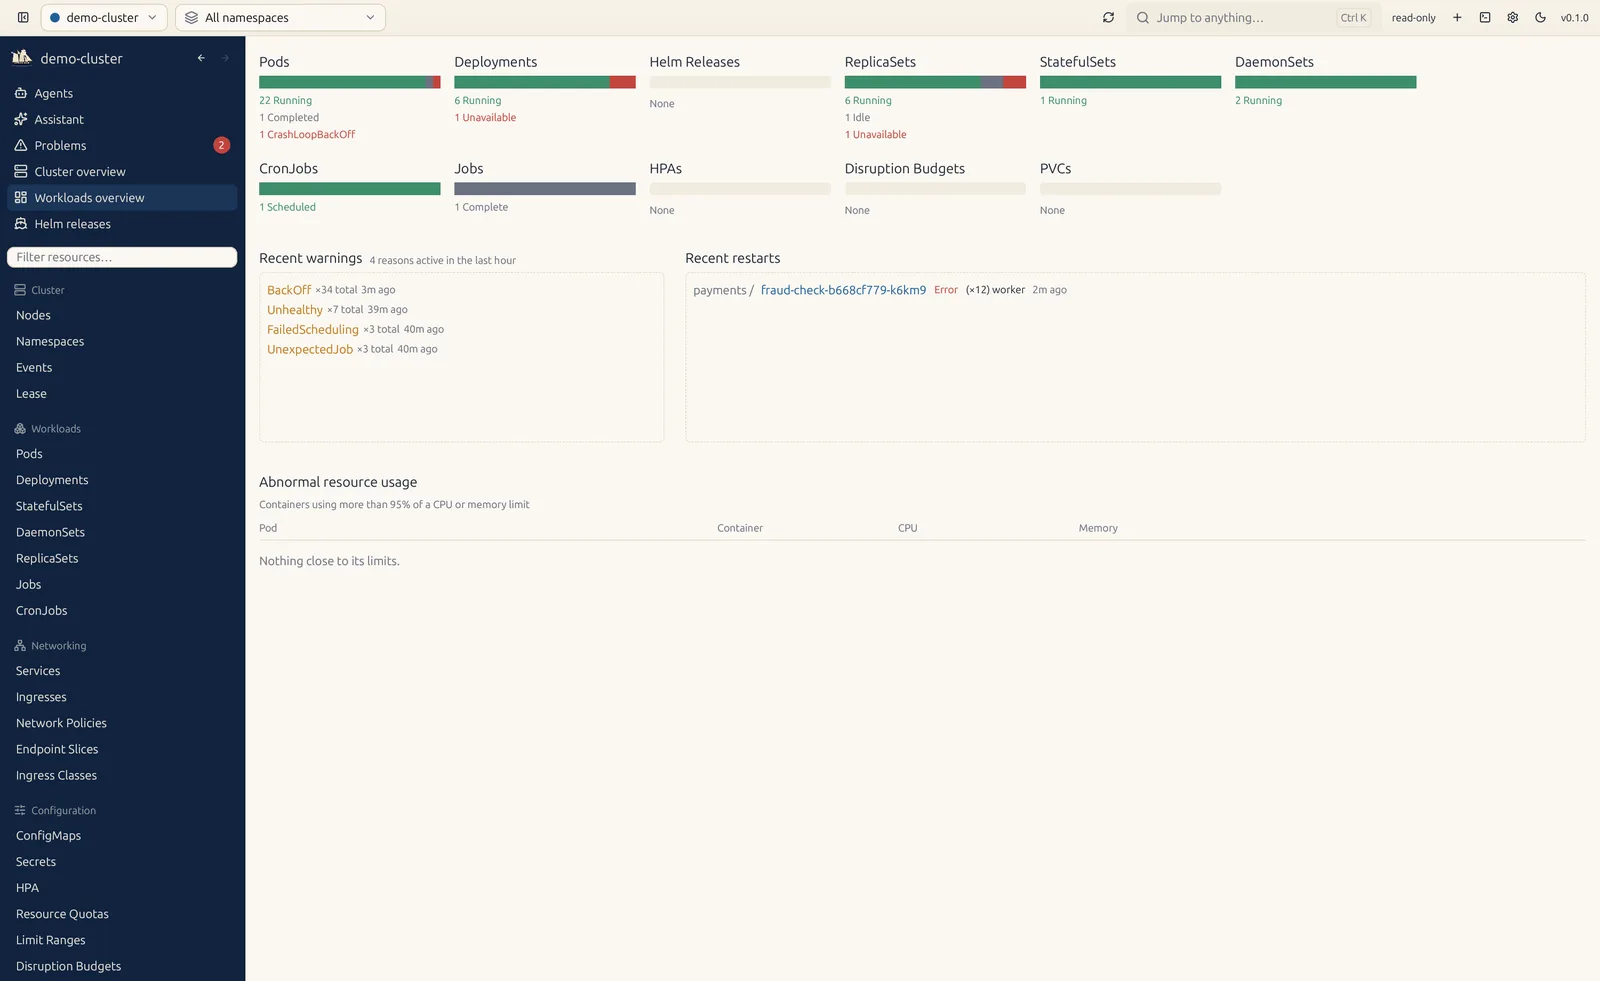 demo-cluster
All namespaces
Jump to anything…
Ctrl K
read-only
v0.1.0
demo-cluster
Agents
Assistant
Problems
2
Cluster overview
Workloads overview
Helm releases
Filter resources…
Cluster
Nodes
Namespaces
Events
Lease
Workloads
Pods
Deployments
StatefulSets
DaemonSets
ReplicaSets
Jobs
CronJobs
Networking
Services
Ingresses
Network Policies
Endpoint Slices
Ingress Classes
Configuration
ConfigMaps
Secrets
HPA
Resource Quotas
Limit Ranges
Disruption Budgets
Pods
22 Running
1 Completed
1 CrashLoopBackOff
Deployments
6 Running
1 Unavailable
Helm Releases
None
ReplicaSets
6 Running
1 Idle
1 Unavailable
StatefulSets
1 Running
DaemonSets
2 Running
CronJobs
1 Scheduled
Jobs
1 Complete
HPAs
None
Disruption Budgets
None
PVCs
None
Recent warnings 4 reasons active in the last hour
BackOff ×34 total 3m ago
Unhealthy ×7 total 39m ago
FailedScheduling ×3 total 40m ago
UnexpectedJob ×3 total 40m ago
Recent restarts
payments / fraud-check-b668cf779-k6km9 Error (×12) worker 2m ago
Abnormal resource usage
Containers using more than 95% of a CPU or memory limit
Pod Container CPU Memory
Nothing close to its limits.